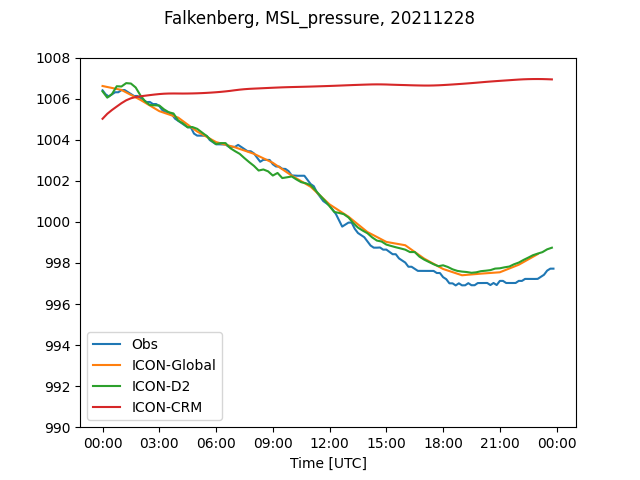 Falkenberg, MSL_pressure, 20211228
1008
1006
1004
1002
1000
998
996
994
992
990
Obs
ICON-Global
ICON-D2
ICON-CRM
00:00 03:00 06:00 09:00 12:00 15:00 18:00 21:00 00:00
Time [UTC]